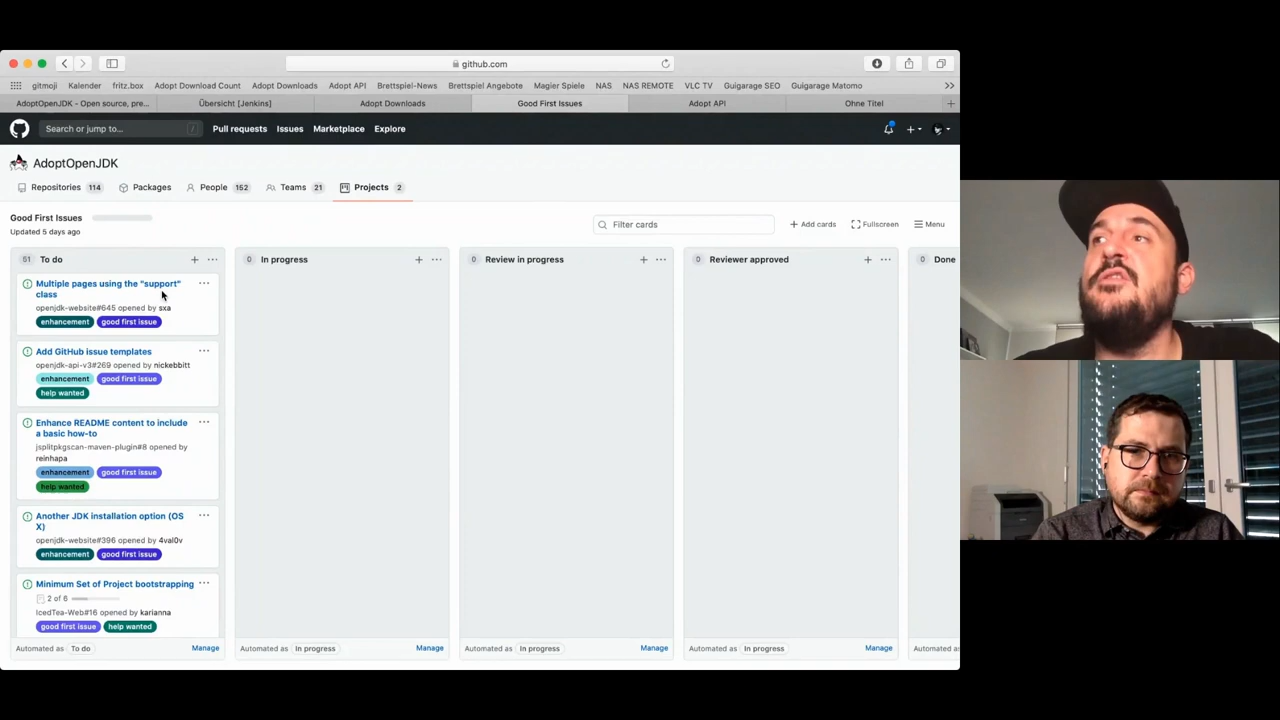 github.com
gitmoji Kalender fritz.box Adopt Download Count Adopt Downloads Adopt API Brettspiel-News Brettspiel Angebote Magier Spiele NAS NAS REMOTE VLC TV Guigarage SEO Guigarage Matomo
AdoptOpenJDK - Open source, pre... Übersicht [Jenkins] Adopt Downloads Good First Issues Adopt API Ohne Titel
Search or jump to... / Pull requests Issues Marketplace Explore
AdoptOpenJDK
Repositories 114 Packages People 152 Teams 21 Projects 2
Good First Issues
Updated 5 days ago
Filter cards
Add cards Fullscreen Menu
61 To do
Multiple pages using the "support"
class
openjdk-website#645 opened by sxa
enhancement good first issue
Add GitHub issue templates
openjdk-api-v3#269 opened by nickebbitt
enhancement good first issue
help wanted
Enhance README content to include
a basic how-to
jsplitpkgscan-maven-plugin#8 opened by
reinhapa
enhancement good first issue
help wanted
Another JDK installation option (OS
X)
openjdk-website#396 opened by 4val0v
enhancement good first issue
Minimum Set of Project bootstrapping
2 of 6
IcedTea-Web#16 opened by karianna
good first issue help wanted
Automated as To do Manage
0 In progress
Automated as In progress Manage
0 Review in progress
Automated as In progress Manage
0 Reviewer approved
Automated as In progress Manage
0 Done
Automated as